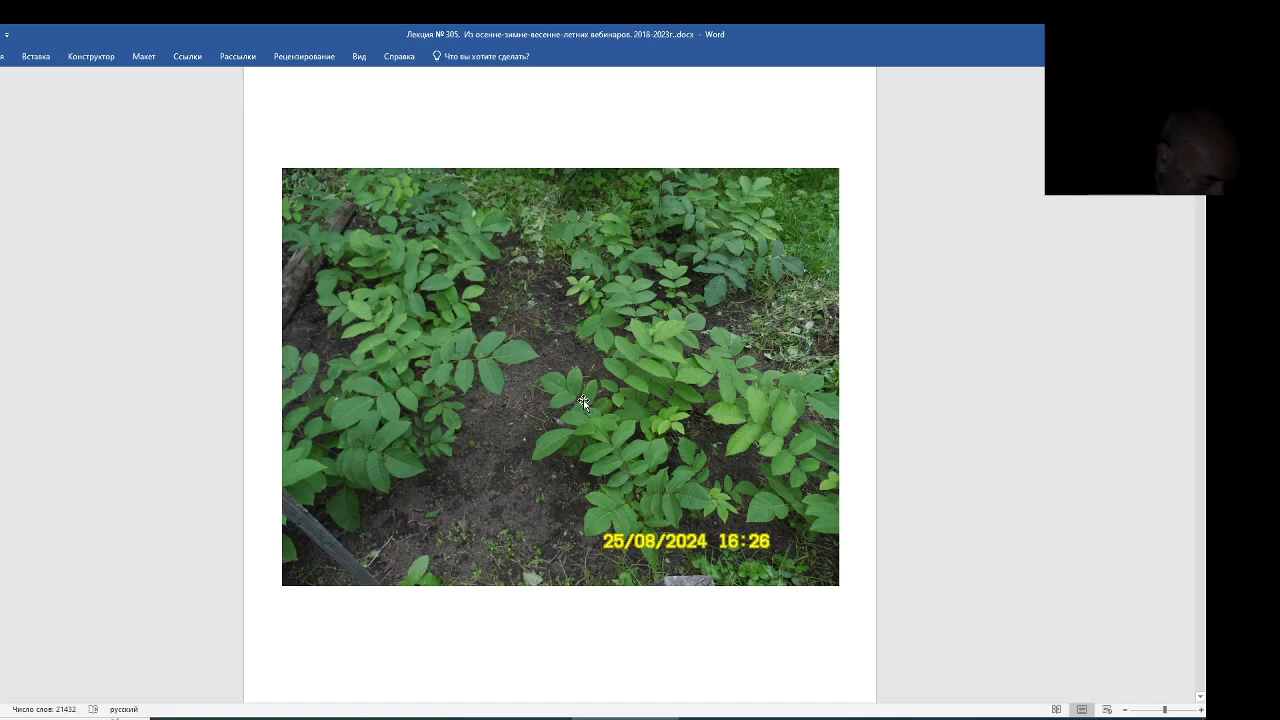 Лекция № 305.  Из осенне-зимне-весенне-летних вебинаров. 2018-2023г..docx  -  Word
я Вставка Конструктор Макет Ссылки Рассылки Рецензирование Вид Справка Что вы хотите сделать?
25/08/2024 16:26
Число слов: 21432 русский